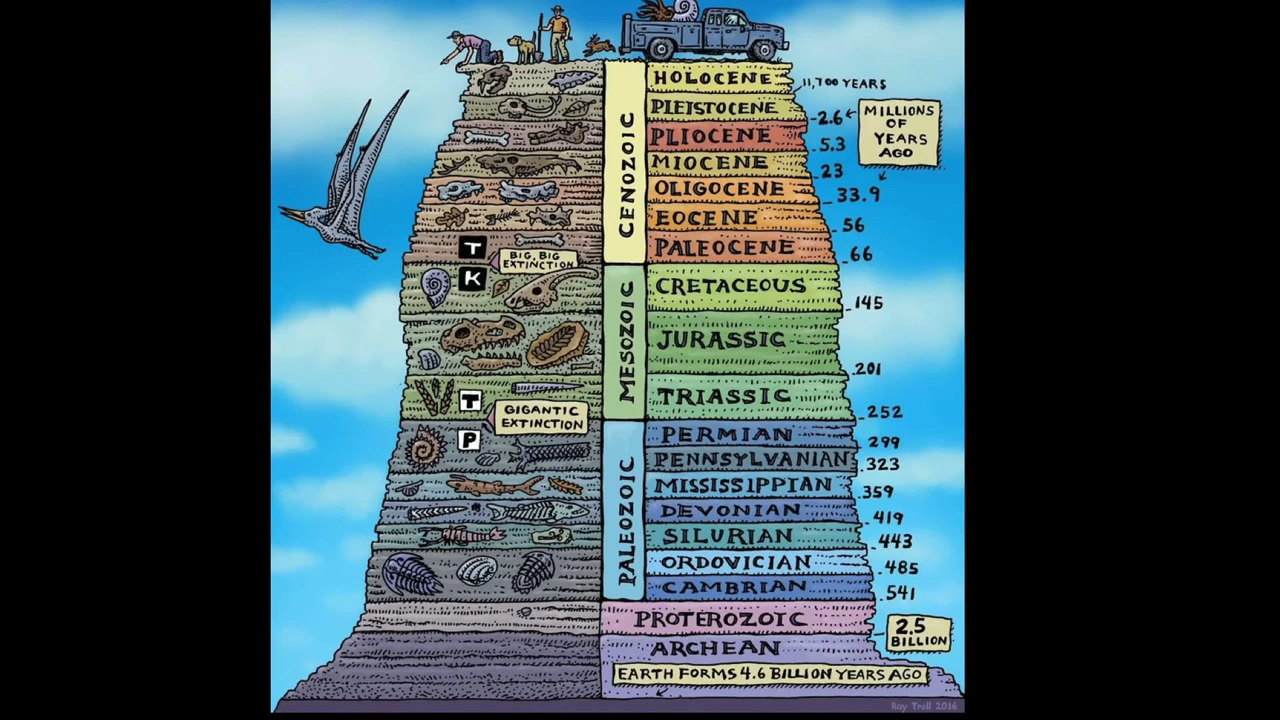 HOLOCENE
11,700 YEARS
PLEISTOCENE
2.6
MILLIONS
OF
YEARS
AGO
PLIOCENE
5.3
MIOCENE
23
OLIGOCENE
33.9
EOCENE
56
PALEOCENE
66
CENOZOIC
T
BIG, BIG
EXTINCTION
K
CRETACEOUS
145
JURASSIC
201
TRIASSIC
252
MESOZOIC
T
GIGANTIC
EXTINCTION
P
PERMIAN
299
PENNSYLVANIAN
323
MISSISSIPPIAN
359
DEVONIAN
419
SILURIAN
443
ORDOVICIAN
485
CAMBRIAN
541
PALEOZOIC
PROTEROZOIC
2.5
BILLION
ARCHEAN
EARTH FORMS 4.6 BILLION YEARS AGO
Ray Troll 2016